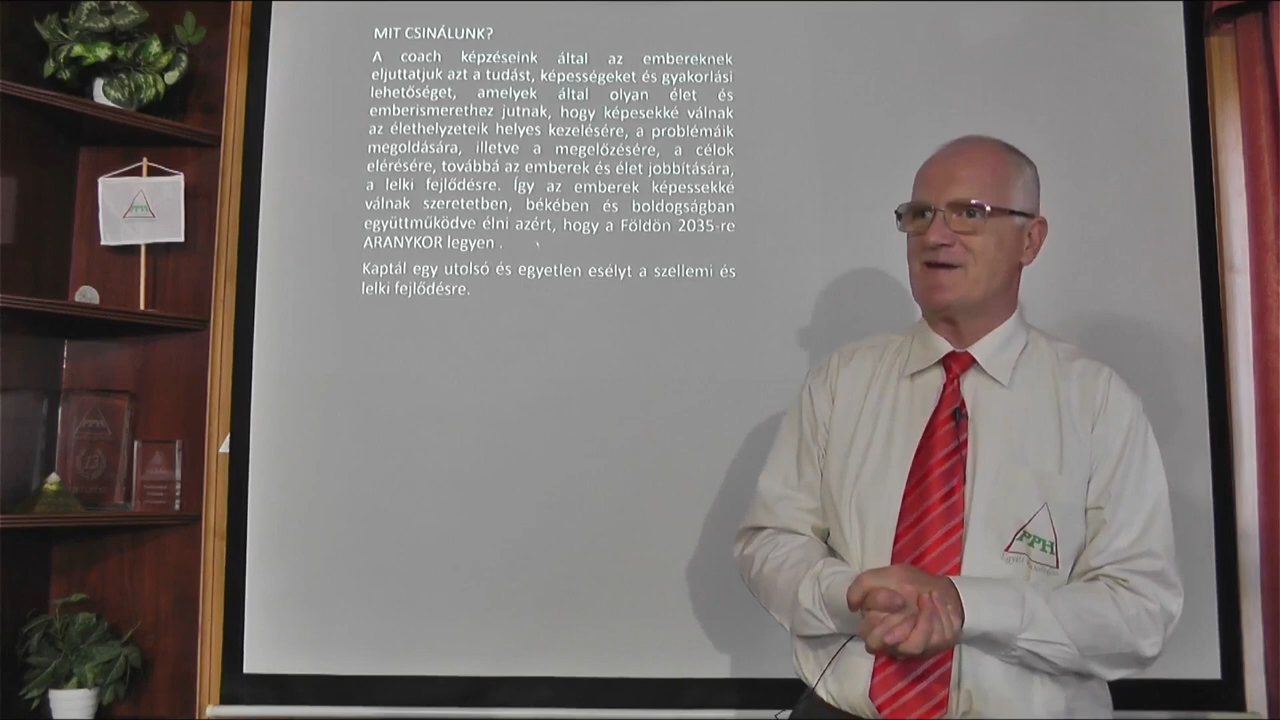 MIT CSINÁLUNK?
A coach képzéseink által az embereknek
eljuttatjuk azt a tudást, képességeket és gyakorlási
lehetőséget, amelyek által olyan élet és
emberismerethez jutnak, hogy képesekké válnak
az élethelyzeteik helyes kezelésére, a problémáik
megoldására, illetve a megelőzésére, a célok
elérésére, továbbá az emberek és élet jobbítására,
a lelki fejlődésre. Így az emberek képessekké
válnak szeretetben, békében és boldogságban
együttműködve élni azért, hogy a Földön 2035-re
ARANYKOR legyen .
Kaptál egy utolsó és egyetlen esélyt a szellemi és
lelki fejlődésre.
PPH
PPH
13